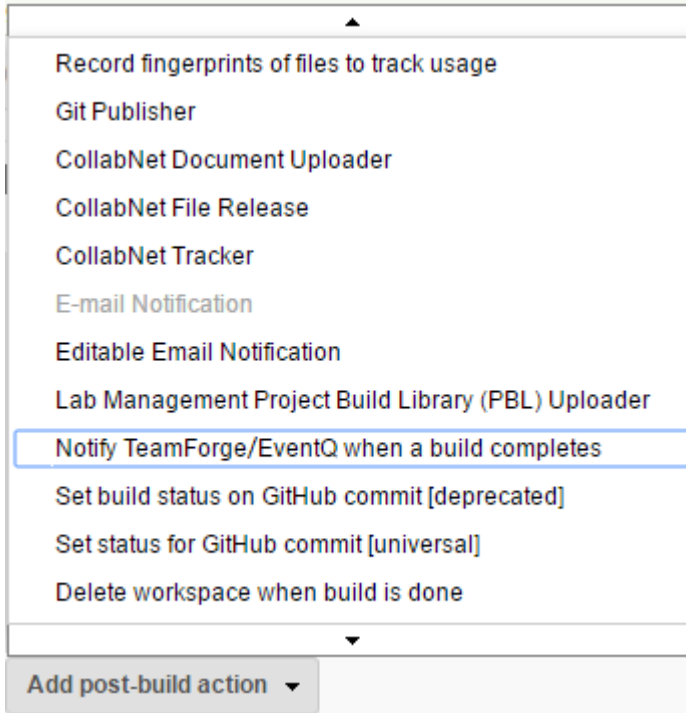 Record fingerprints of files to track usage
Git Publisher
CollabNet Document Uploader
CollabNet File Release
CollabNet Tracker
E-mail Notification
Editable Email Notification
Lab Management Project Build Library (PBL) Uploader
Notify TeamForge/EventQ when a build completes
Set build status on GitHub commit [deprecated]
Set status for GitHub commit [universal]
Delete workspace when build is done
Add post-build action